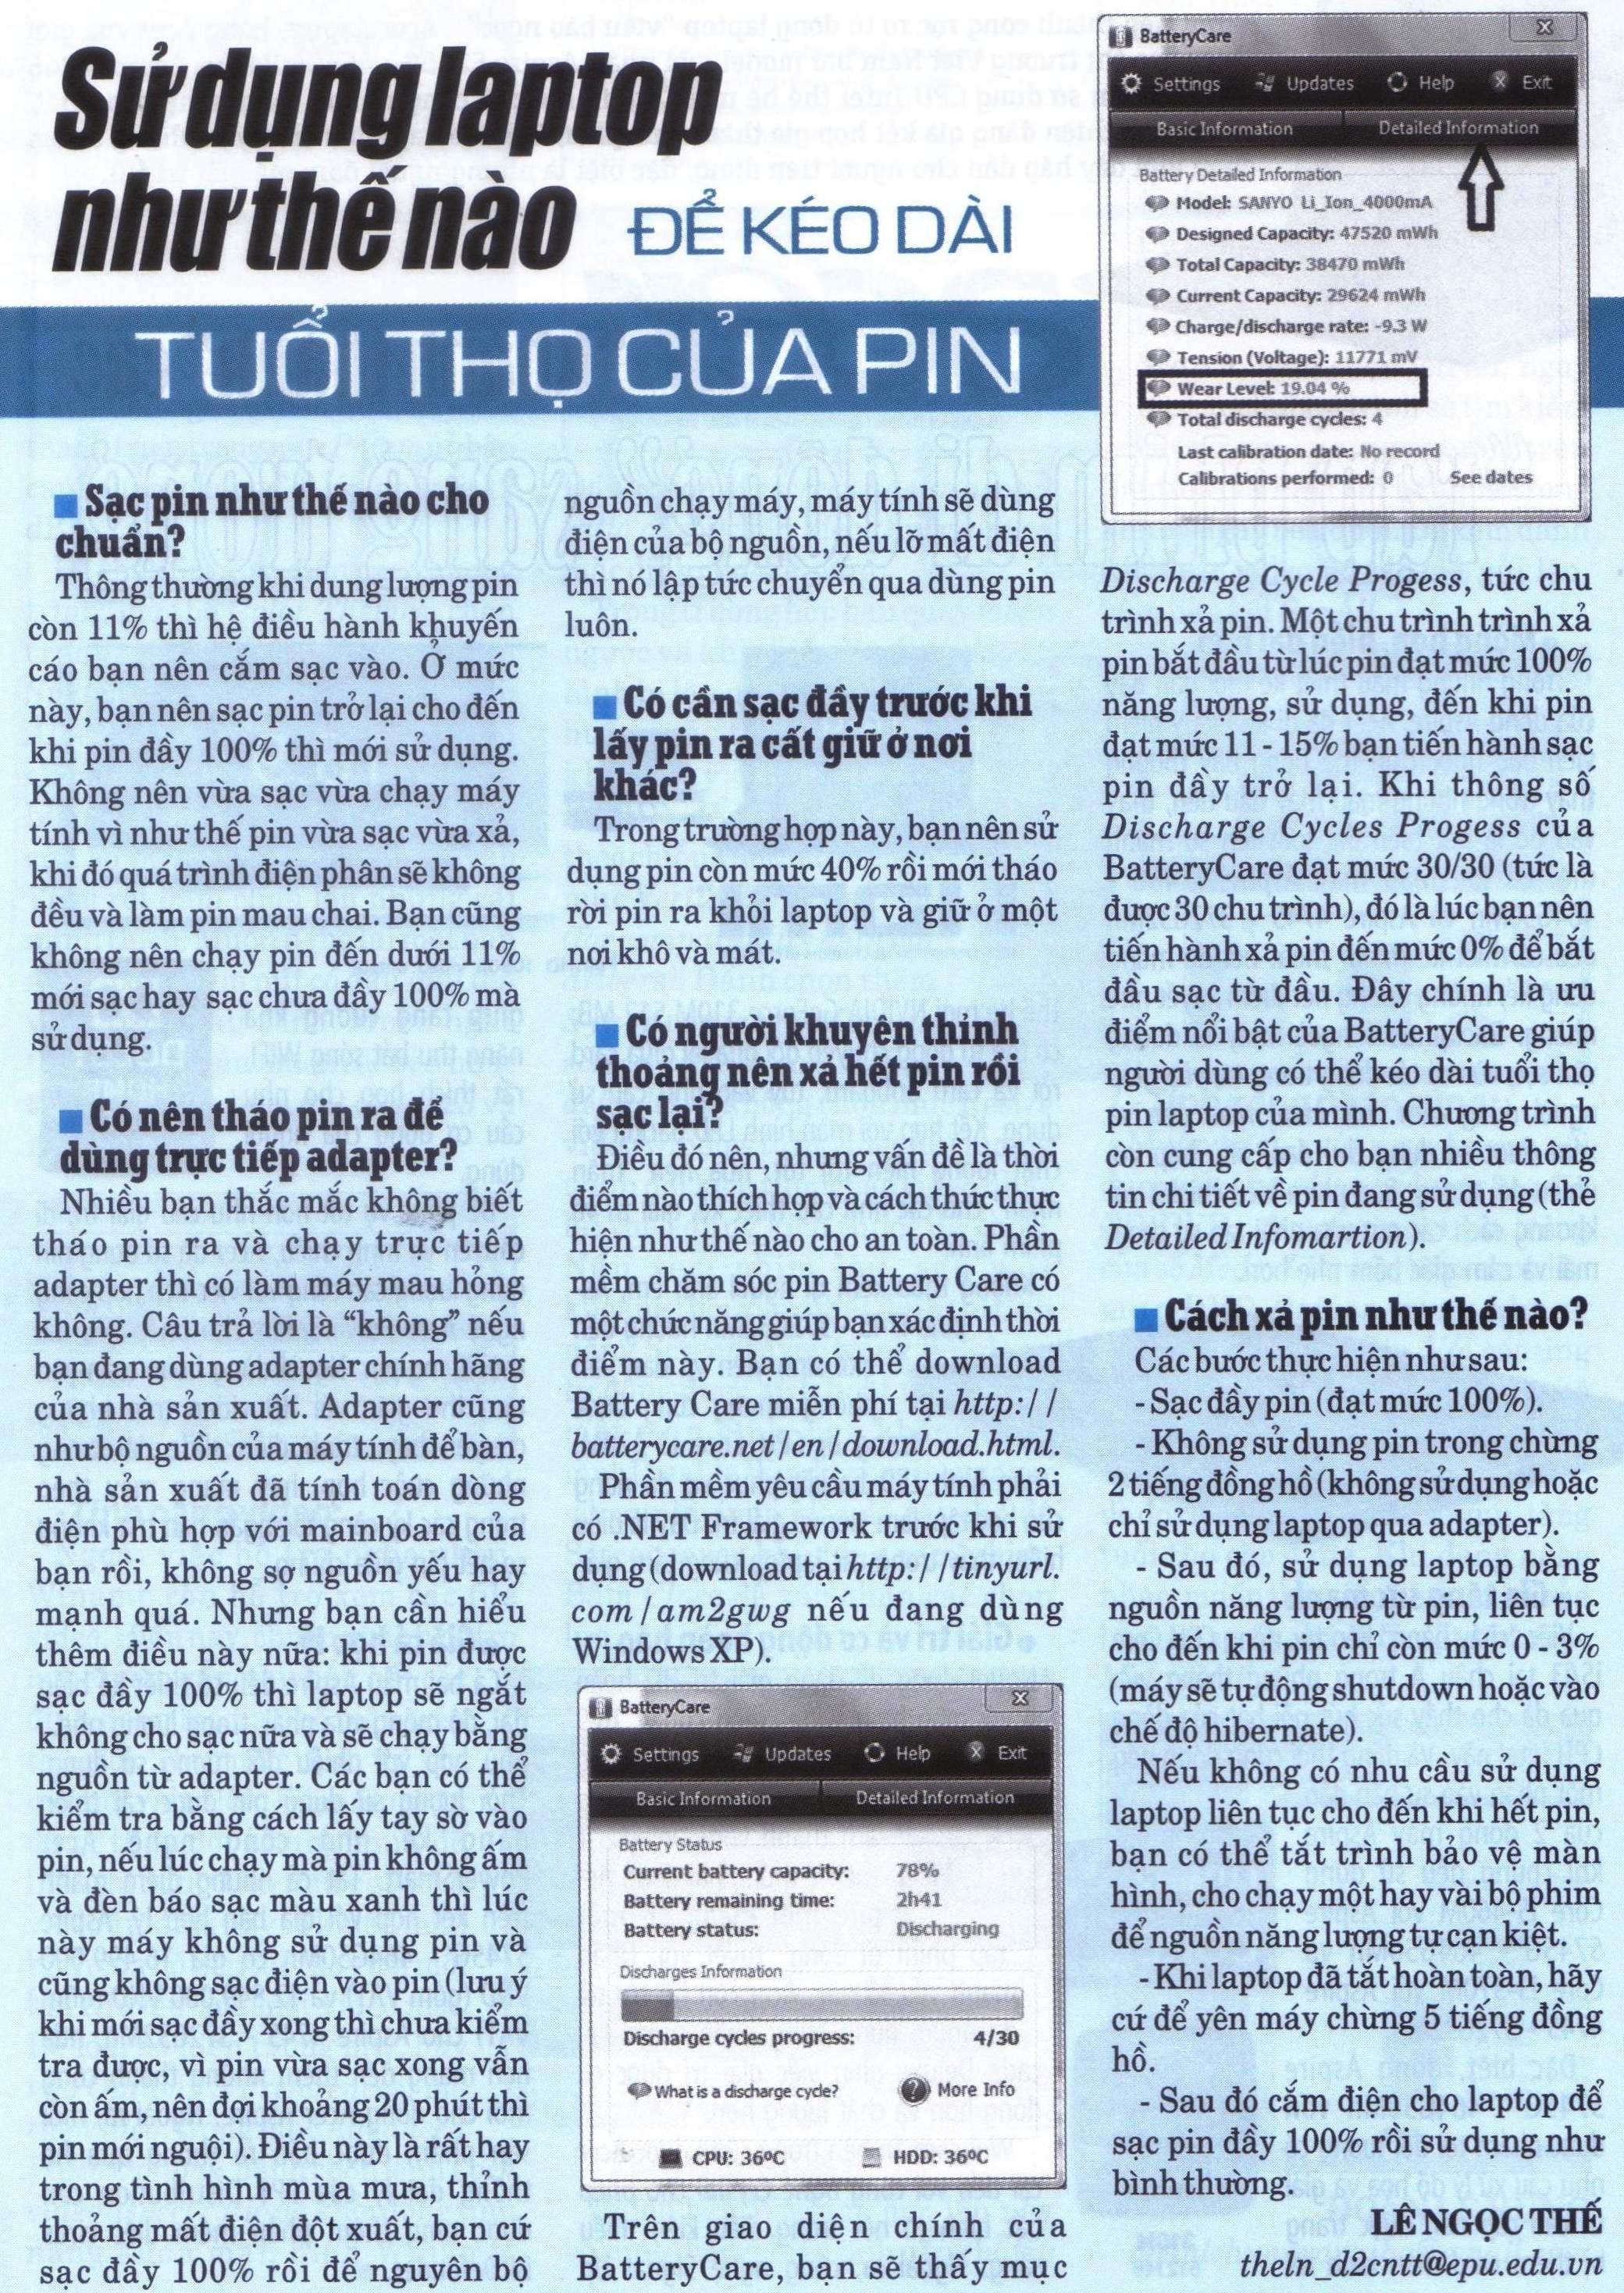 Sử dụng laptop
như thế nào ĐỂ KÉO DÀI
TUỔI THỌ CỦA PIN
■ Sạc pin như thế nào cho
chuẩn?
Thông thường khi dung lượng pin
còn 11% thì hệ điều hành khuyến
cáo bạn nên cắm sạc vào. Ở mức
này, bạn nên sạc pin trở lại cho đến
khi pin đầy 100% thì mới sử dụng.
Không nên vừa sạc vừa chạy máy
tính vì như thế pin vừa sạc vừa xả,
khi đó quá trình điện phân sẽ không
đều và làm pin mau chai. Bạn cũng
không nên chạy pin đến dưới 11%
mới sạc hay sạc chưa đầy 100% mà
sử dụng.
■ Có nên tháo pin ra để
dùng trực tiếp adapter?
Nhiều bạn thắc mắc không biết
tháo pin ra và chạy trực tiếp
adapter thì có làm máy mau hỏng
không. Câu trả lời là “không” nếu
bạn đang dùng adapter chính hãng
của nhà sản xuất. Adapter cũng
như bộ nguồn của máy tính để bàn,
nhà sản xuất đã tính toán dòng
điện phù hợp với mainboard của
bạn rồi, không sợ nguồn yếu hay
mạnh quá. Nhưng bạn cần hiểu
thêm điều này nữa: khi pin được
sạc đầy 100% thì laptop sẽ ngắt
không cho sạc nữa và sẽ chạy bằng
nguồn từ adapter. Các bạn có thể
kiểm tra bằng cách lấy tay sờ vào
pin, nếu lúc chạy mà pin không ấm
và đèn báo sạc màu xanh thì lúc
này máy không sử dụng pin và
cũng không sạc điện vào pin (lưu ý
khi mới sạc đầy xong thì chưa kiểm
tra được, vì pin vừa sạc xong vẫn
còn ấm, nên đợi khoảng 20 phút thì
pin mới nguội). Điều này là rất hay
trong tình hình mùa mưa, thỉnh
thoảng mất điện đột xuất, bạn cứ
sạc đầy 100% rồi để nguyên bộ
nguồn chạy máy, máy tính sẽ dùng
điện của bộ nguồn, nếu lỡ mất điện
thì nó lập tức chuyển qua dùng pin
luôn.
■ Có cần sạc đầy trước khi
lấy pin ra cất giữ ở nơi
khác?
Trong trường hợp này, bạn nên sử
dụng pin còn mức 40% rồi mới tháo
rời pin ra khỏi laptop và giữ ở một
nơi khô và mát.
■ Có người khuyên thỉnh
thoảng nên xả hết pin rồi
sạc lại?
Điều đó nên, nhưng vấn đề là thời
điểm nào thích hợp và cách thức thực
hiện như thế nào cho an toàn. Phần
mềm chăm sóc pin Battery Care có
một chức năng giúp bạn xác định thời
điểm này. Bạn có thể download
Battery Care miễn phí tại http://
batterycare.net/en/download.html.
Phần mềm yêu cầu máy tính phải
có .NET Framework trước khi sử
dụng (download tại http://tinyurl.
com/am2gwg nếu đang dùng
Windows XP).
BatteryCare
Settings Updates Help Exit
Basic Information Detailed Information
Battery Status
Current battery capacity: 78%
Battery remaining time: 2h41
Battery status: Discharging
Discharges Information
Discharge cycles progress: 4/30
What is a discharge cycle? More Info
CPU: 36ºC HDD: 36ºC
Trên giao diện chính của
BatteryCare, bạn sẽ thấy mục
BatteryCare
Settings Updates Help Exit
Basic Information Detailed Information
Battery Detailed Information
Model: SANYO Li_Ion_4000mA
Designed Capacity: 47520 mWh
Total Capacity: 38470 mWh
Current Capacity: 29624 mWh
Charge/discharge rate: -9.3 W
Tension (Voltage): 11771 mV
Wear Level: 19.04 %
Total discharge cycles: 4
Last calibration date: No record
Calibrations performed: 0 See dates
Discharge Cycle Progess, tức chu
trình xả pin. Một chu trình trình xả
pin bắt đầu từ lúc pin đạt mức 100%
năng lượng, sử dụng, đến khi pin
đạt mức 11 - 15% bạn tiến hành sạc
pin đầy trở lại. Khi thông số
Discharge Cycles Progess của
BatteryCare đạt mức 30/30 (tức là
được 30 chu trình), đó là lúc bạn nên
tiến hành xả pin đến mức 0% để bắt
đầu sạc từ đầu. Đây chính là ưu
điểm nổi bật của BatteryCare giúp
người dùng có thể kéo dài tuổi thọ
pin laptop của mình. Chương trình
còn cung cấp cho bạn nhiều thông
tin chi tiết về pin đang sử dụng (thẻ
Detailed Infomartion).
■ Cách xả pin như thế nào?
Các bước thực hiện như sau:
- Sạc đầy pin (đạt mức 100%).
- Không sử dụng pin trong chừng
2 tiếng đồng hồ (không sử dụng hoặc
chỉ sử dụng laptop qua adapter).
- Sau đó, sử dụng laptop bằng
nguồn năng lượng từ pin, liên tục
cho đến khi pin chỉ còn mức 0 - 3%
(máy sẽ tự động shutdown hoặc vào
chế độ hibernate).
Nếu không có nhu cầu sử dụng
laptop liên tục cho đến khi hết pin,
bạn có thể tắt trình bảo vệ màn
hình, cho chạy một hay vài bộ phim
để nguồn năng lượng tự cạn kiệt.
- Khi laptop đã tắt hoàn toàn, hãy
cứ để yên máy chừng 5 tiếng đồng
hồ.
- Sau đó cắm điện cho laptop để
sạc pin đầy 100% rồi sử dụng như
bình thường.
LÊ NGỌC THẾ
theln_d2cntt@epu.edu.vn